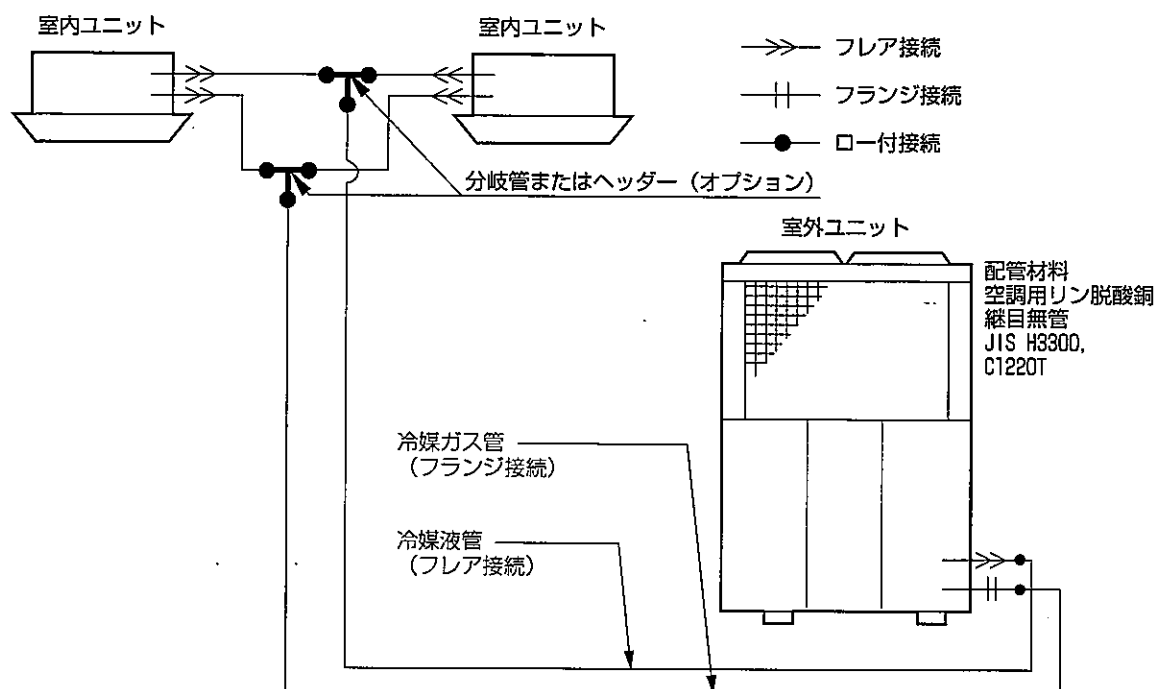 室内ユニット
室内ユニット
フレア接続
フランジ接続
ロー付接続
分岐管またはヘッダー（オプション）
室外ユニット
配管材料
空調用リン脱酸銅
継目無管
JIS H3300,
C1220T
冷媒ガス管
（フランジ接続）
冷媒液管
（フレア接続）